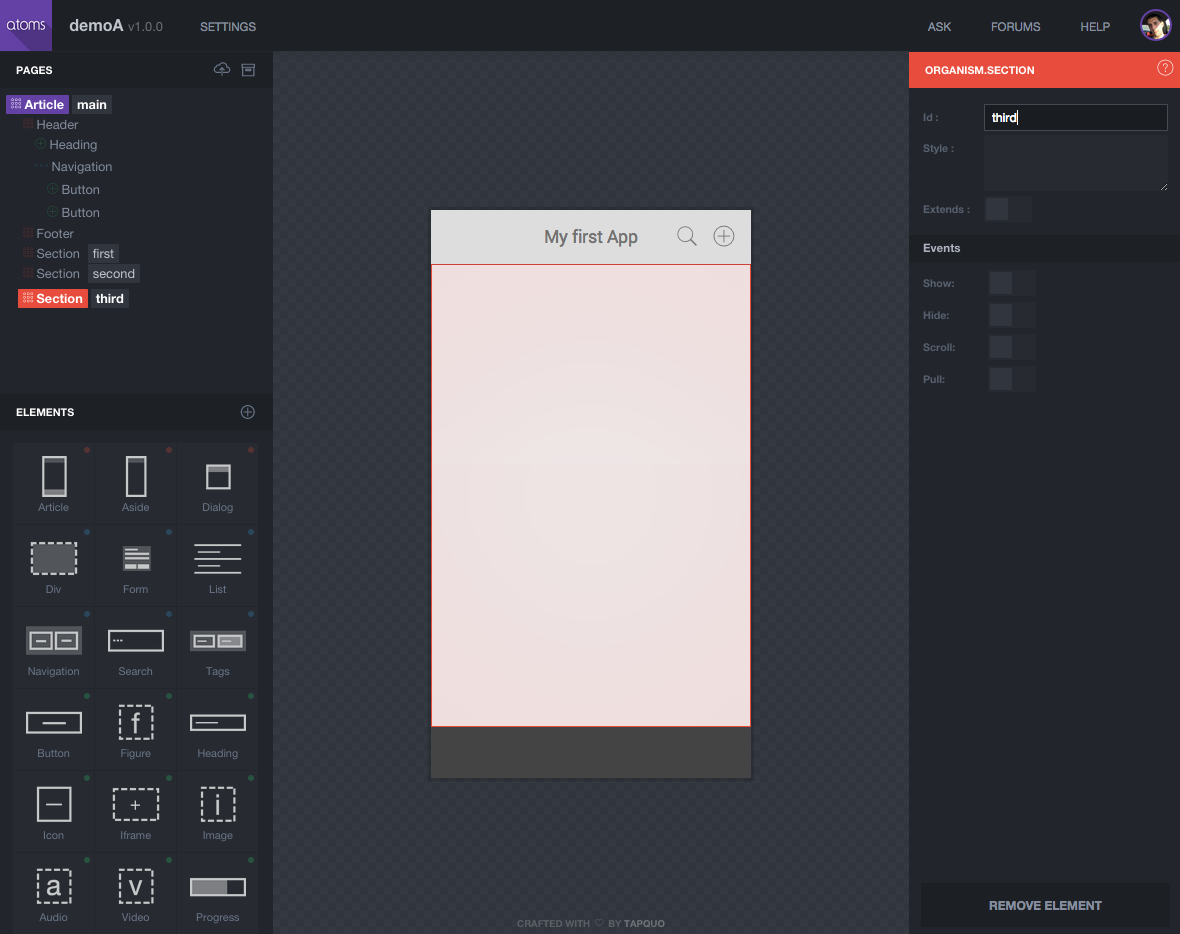 atoms
demoA v1.0.0
SETTINGS
ASK
FORUMS
HELP
PAGES
Article main
Header
Heading
Navigation
Button
Button
Footer
Section first
Section second
Section third
ELEMENTS
Article Aside Dialog
Div Form List
Navigation Search Tags
f
Button Figure Heading
i
Icon Iframe Image
a v
Audio Video Progress
My first App
CRAFTED WITH ♡ BY TAPQUO
ORGANISM.SECTION ?
Id : third
Style :
Extends :
Events
Show:
Hide:
Scroll:
Pull:
REMOVE ELEMENT